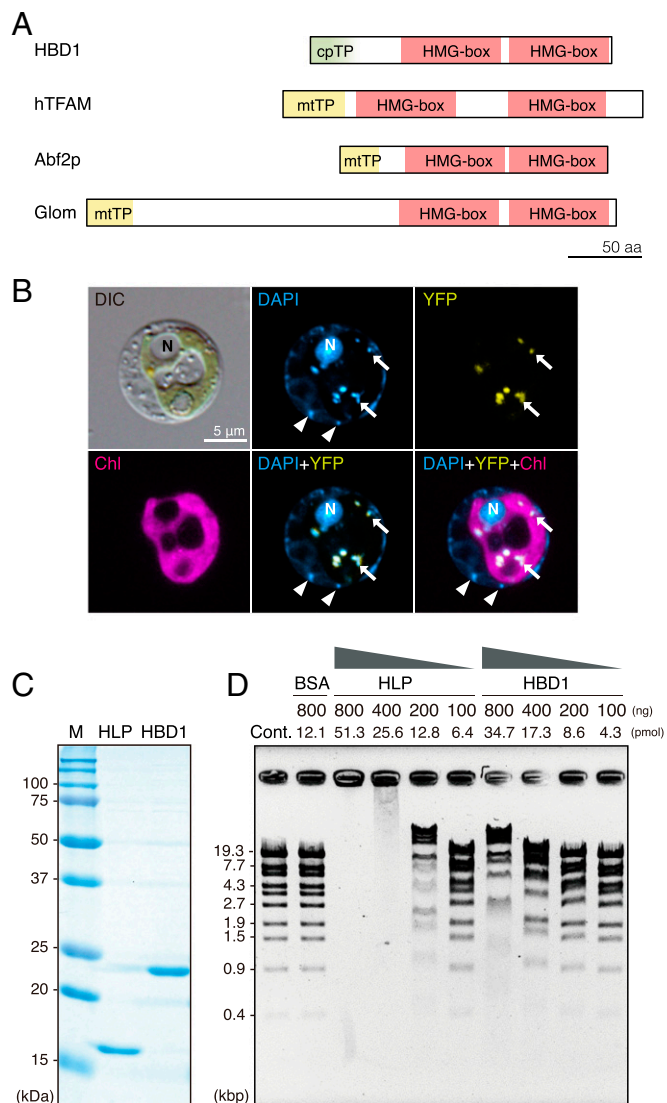 A
HBD1 cpTP HMG-box HMG-box
hTFAM mtTP HMG-box HMG-box
Abf2p mtTP HMG-box HMG-box
Glom mtTP HMG-box HMG-box
50 aa
B
DIC N 5 µm
DAPI N
YFP
Chl
DAPI+YFP N
DAPI+YFP+Chl N
C
M HLP HBD1
100
75
50
37
25
20
15
(kDa)
D
BSA HLP HBD1
800 800 400 200 100 800 400 200 100 (ng)
Cont. 12.1 51.3 25.6 12.8 6.4 34.7 17.3 8.6 4.3 (pmol)
19.3
7.7
4.3
2.7
1.9
1.5
0.9
0.4
(kbp)